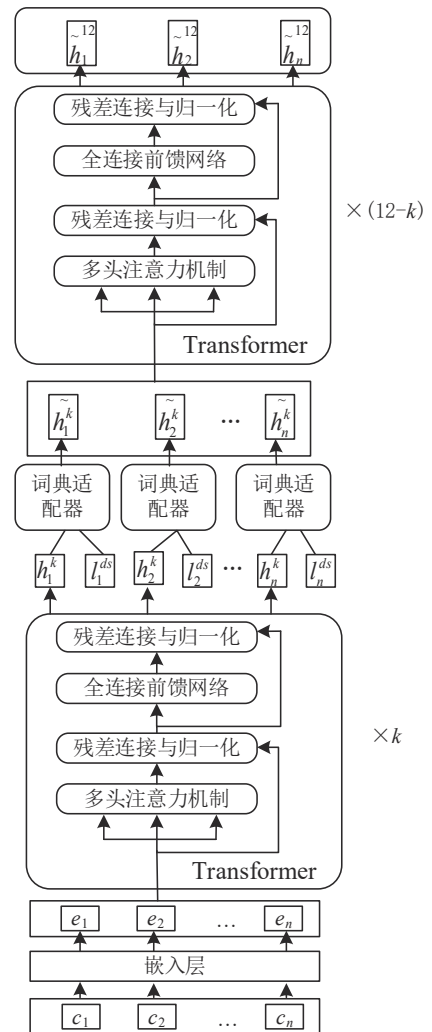 h̃₁¹² h̃₂¹² h̃ₙ¹²
残差连接与归一化
全连接前馈网络
残差连接与归一化
多头注意力机制
Transformer
×(12-k)
h̃₁ᵏ h̃₂ᵏ … h̃ₙᵏ
词典适配器 词典适配器 词典适配器
h₁ᵏ l₁ᵈˢ h₂ᵏ l₂ᵈˢ … hₙᵏ lₙᵈˢ
残差连接与归一化
全连接前馈网络
残差连接与归一化
多头注意力机制
Transformer
×k
e₁ e₂ … eₙ
嵌入层
c₁ c₂ … cₙ